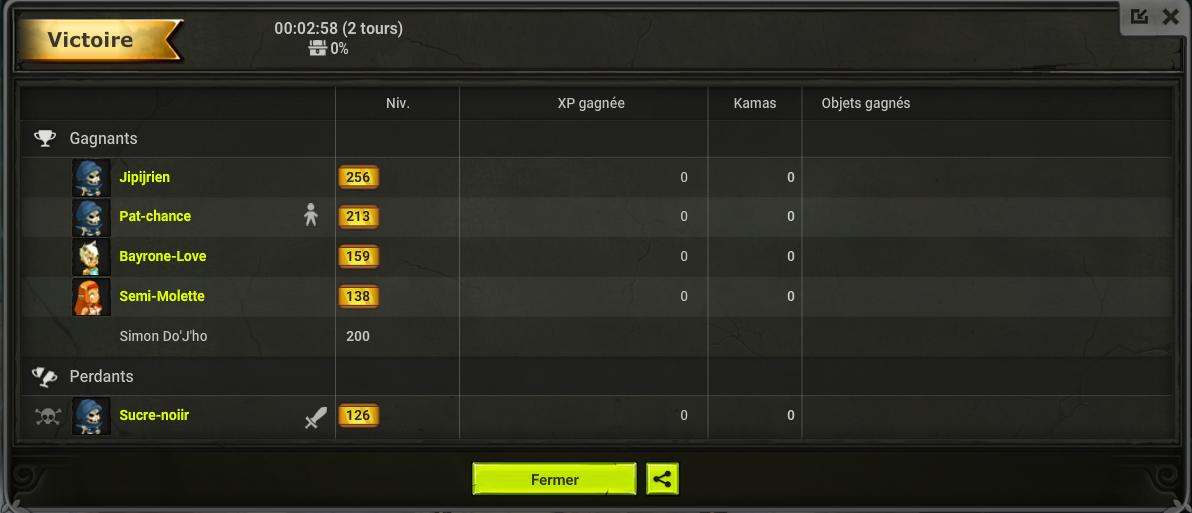 Victoire
00:02:58 (2 tours)
0%
Niv. XP gagnée Kamas Objets gagnés
Gagnants
Jipijrien 256 0 0
Pat-chance 213 0 0
Bayrone-Love 159 0 0
Semi-Molette 138 0 0
Simon Do'J'ho 200
Perdants
Sucre-noiir 126 0 0
Fermer